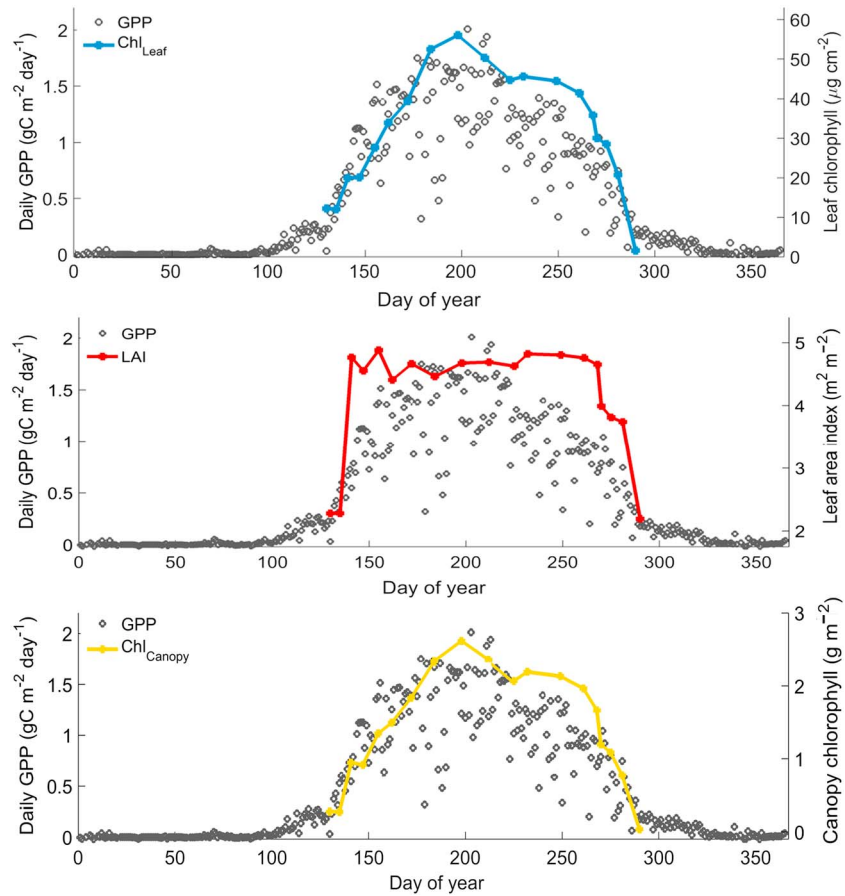 GPP
Chl_Leaf
Daily GPP (gC m⁻² day⁻¹)
2
1.5
1
0.5
0
60
50
40
30
20
10
0
Leaf chlorophyll (μg cm⁻²)
0 50 100 150 200 250 300 350
Day of year
GPP
LAI
Daily GPP (gC m⁻² day⁻¹)
2
1.5
1
0.5
0
5
4
3
2
Leaf area index (m² m⁻²)
0 50 100 150 200 250 300 350
Day of year
GPP
Chl_Canopy
Daily GPP (gC m⁻² day⁻¹)
2
1.5
1
0.5
0
3
2
1
0
Canopy chlorophyll (g m⁻²)
0 50 100 150 200 250 300 350
Day of year